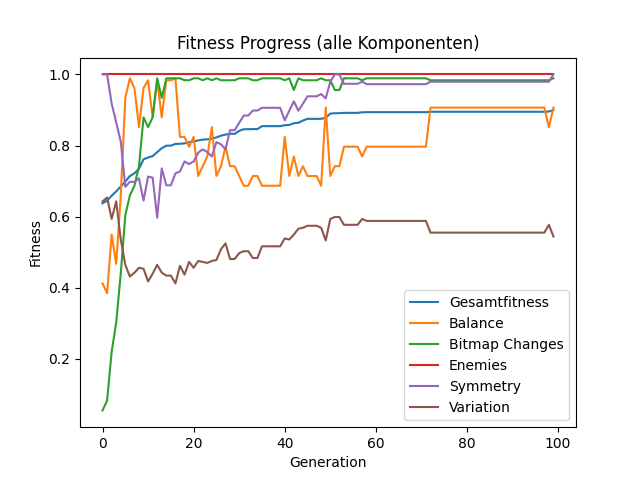 Fitness Progress (alle Komponenten)
1.0
0.8
0.6
0.4
0.2
Fitness
0
20
40
60
80
100
Generation
Gesamtfitness
Balance
Bitmap Changes
Enemies
Symmetry
Variation